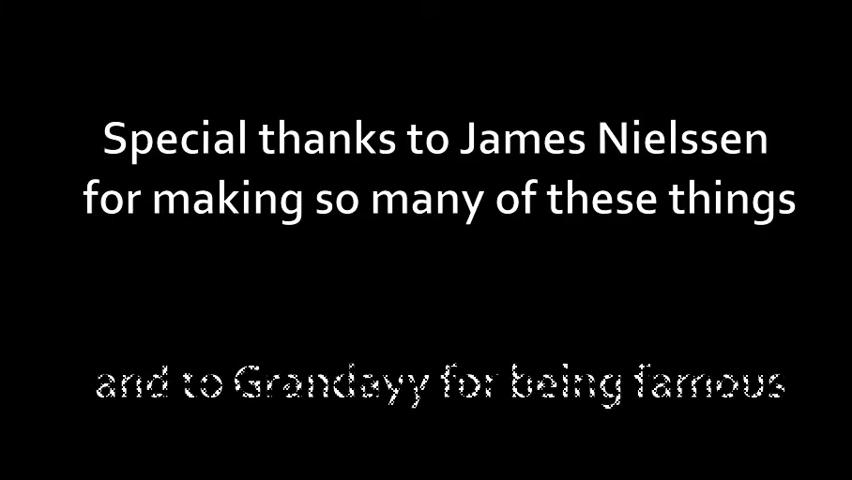 Special thanks to James Nielssen
for making so many of these things
and to Grandayy for being famous